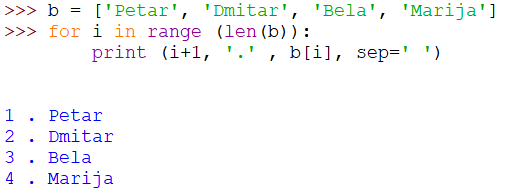 >>> b = ['Petar', 'Dmitar', 'Bela', 'Marija']
>>> for i in range (len(b)):
        print (i+1, '.' , b[i], sep=' ')
1 . Petar
2 . Dmitar
3 . Bela
4 . Marija